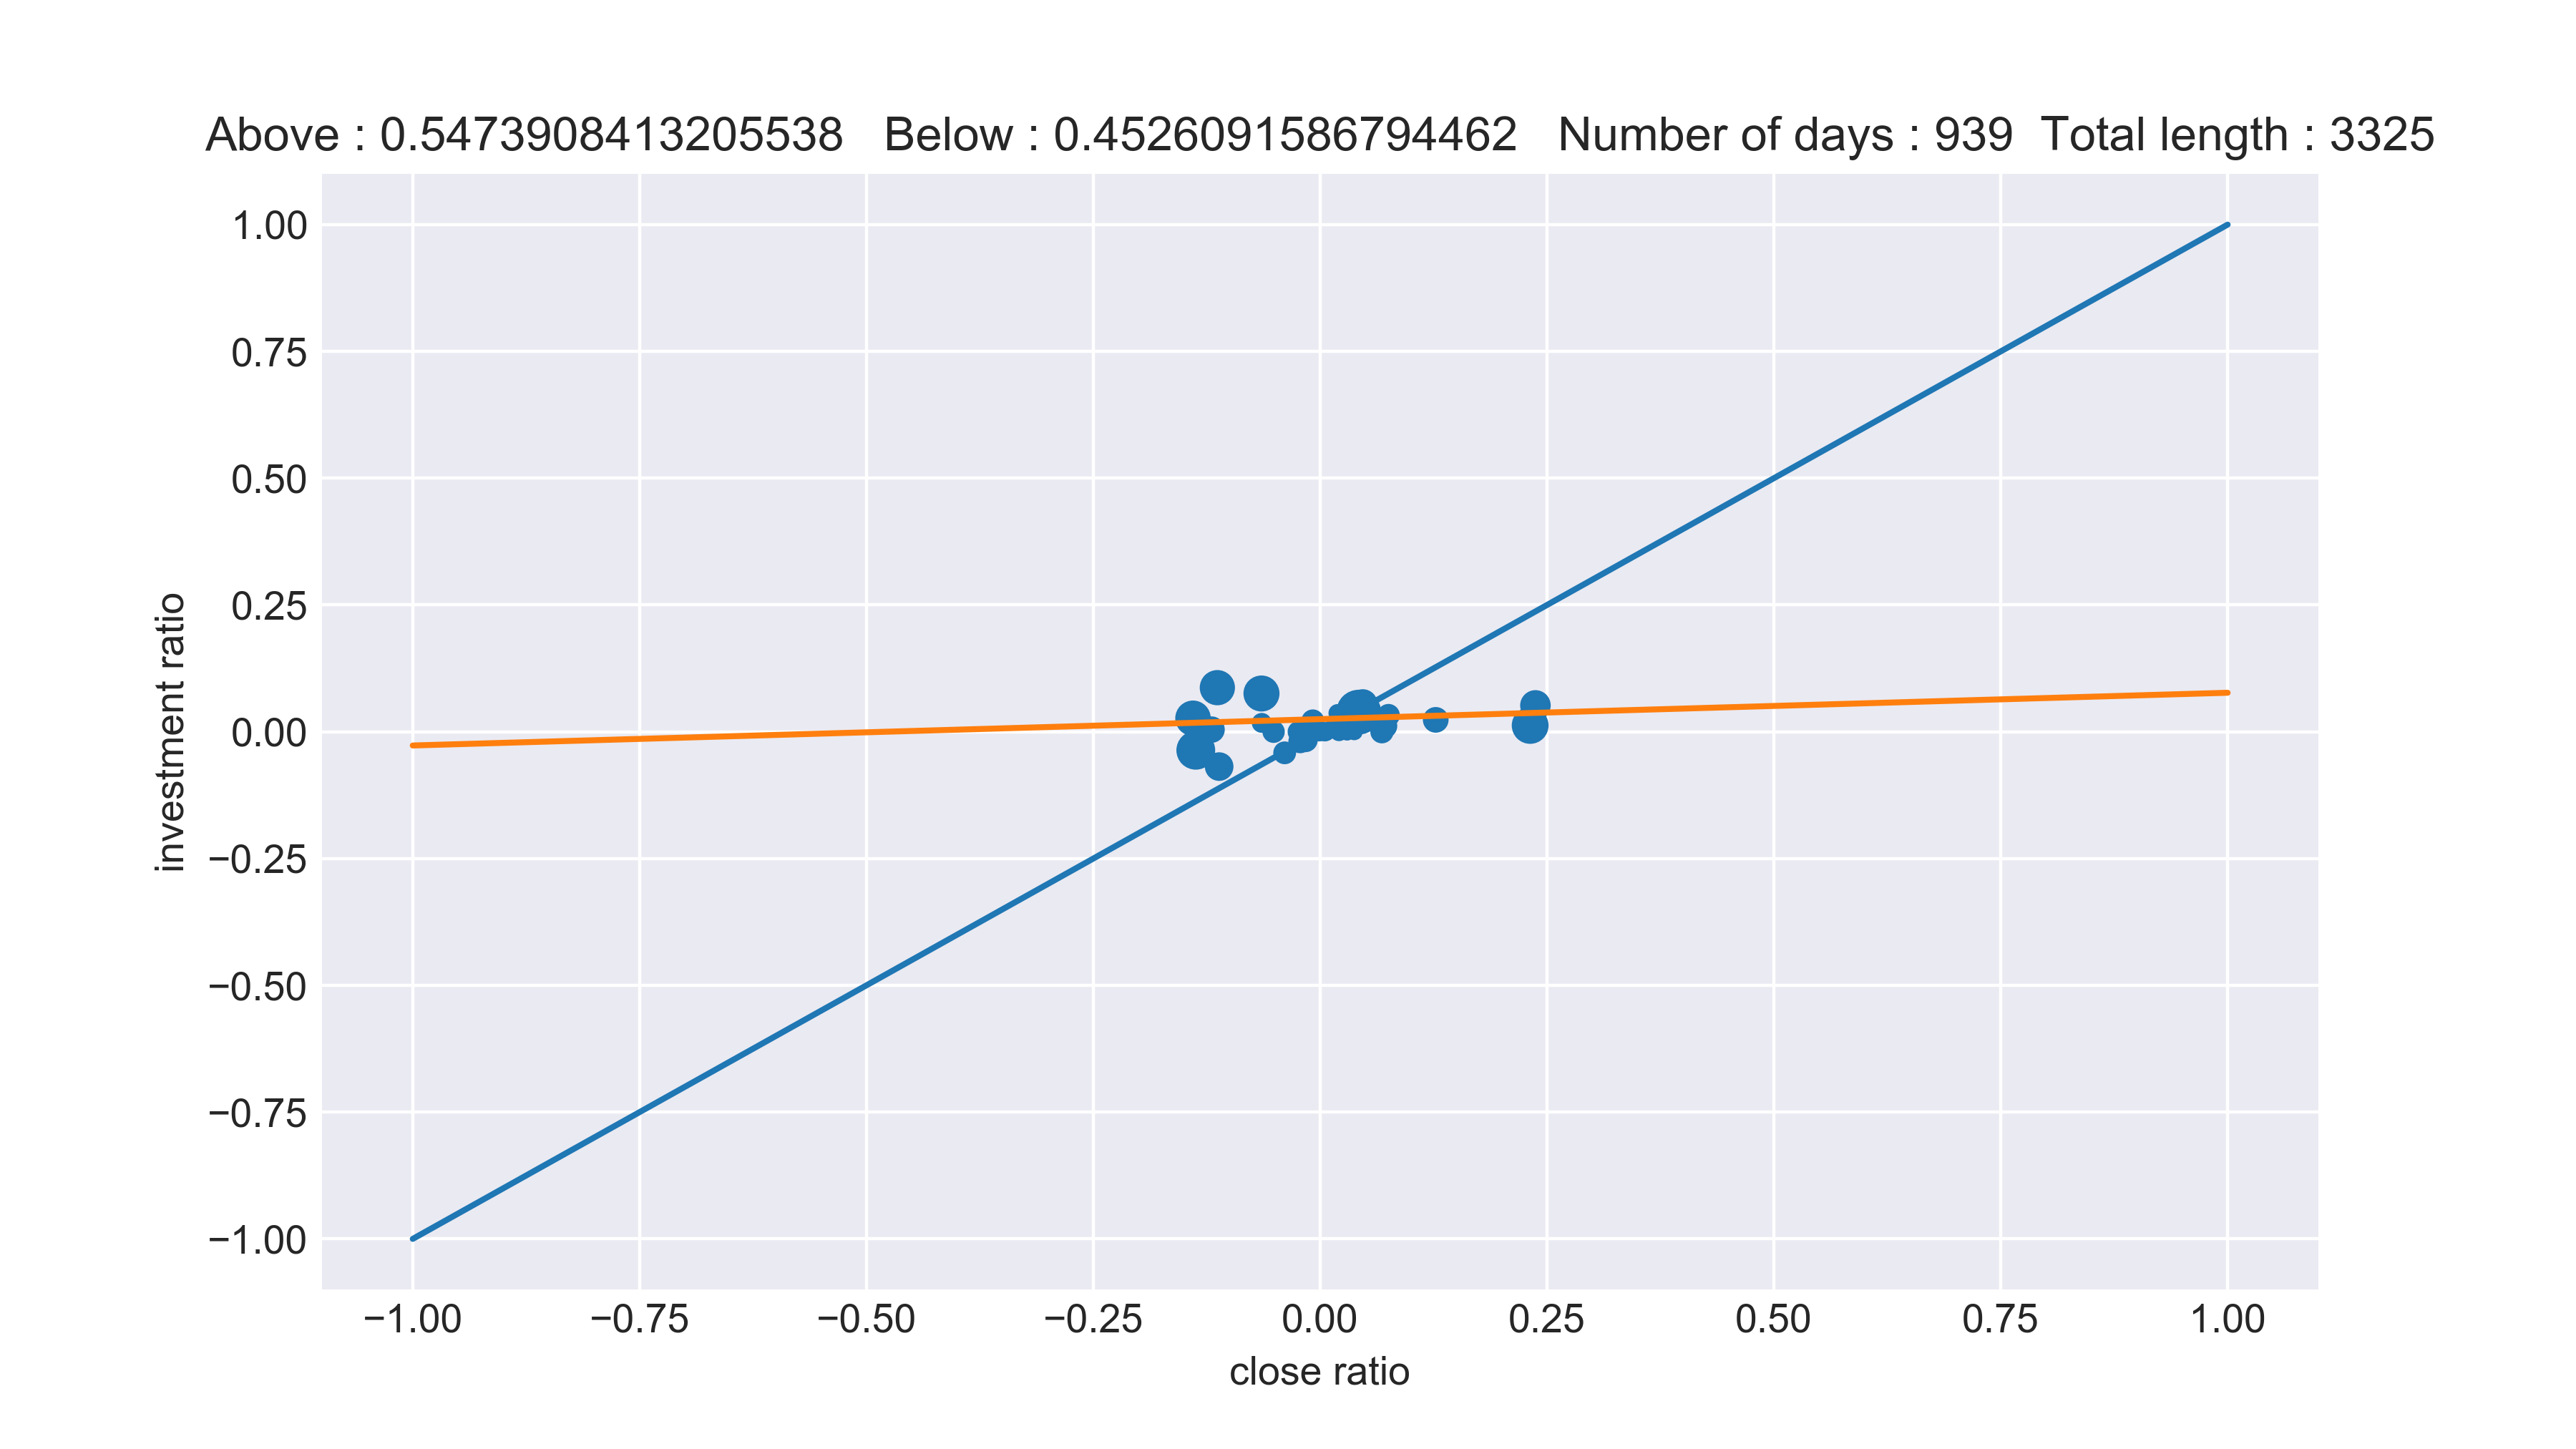 Above : 0.5473908413205538   Below : 0.4526091586794462   Number of days : 939  Total length : 3325
1.00
0.75
0.50
0.25
0.00
−0.25
−0.50
−0.75
−1.00
investment ratio
−1.00 −0.75 −0.50 −0.25 0.00 0.25 0.50 0.75 1.00
close ratio